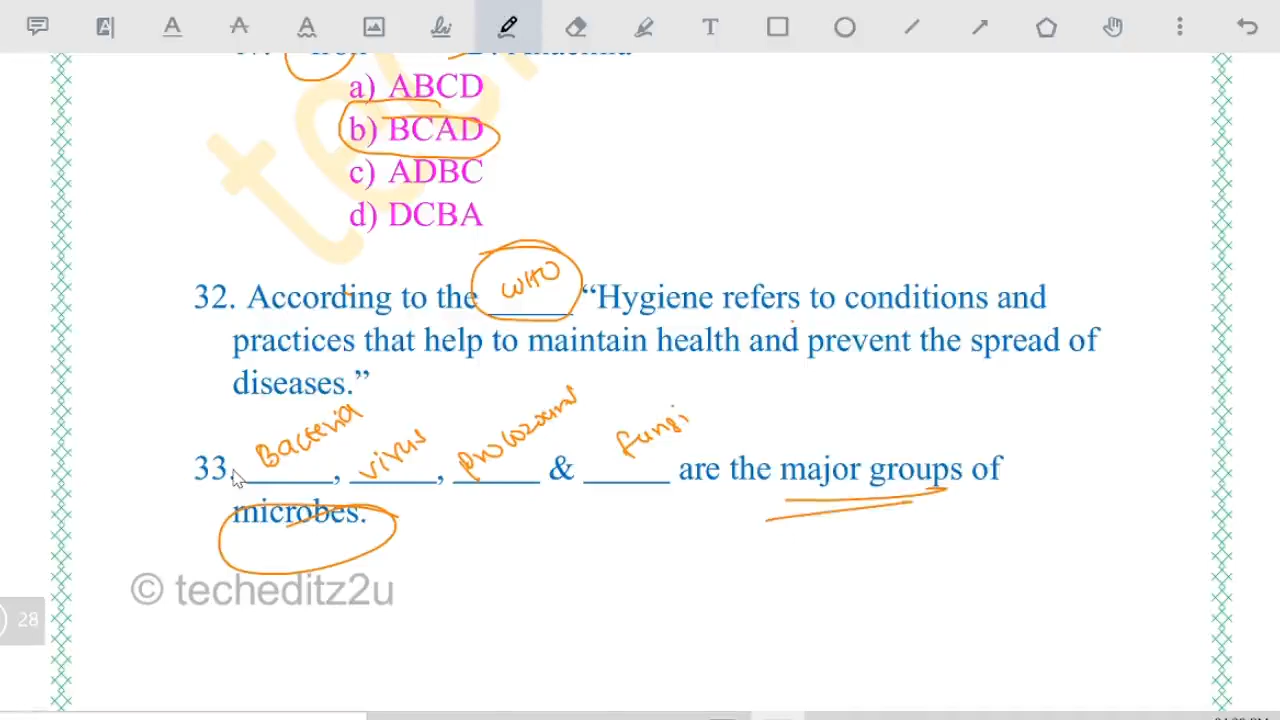 a) ABCD
b) BCAD
c) ADBC
d) DCBA
WHO
32. According to the ______ “Hygiene refers to conditions and
practices that help to maintain health and prevent the spread of
diseases.”
Bacteria virus protozoans fungi
33. ______, ______, ______ & ______ are the major groups of
microbes.
© techeditz2u
28